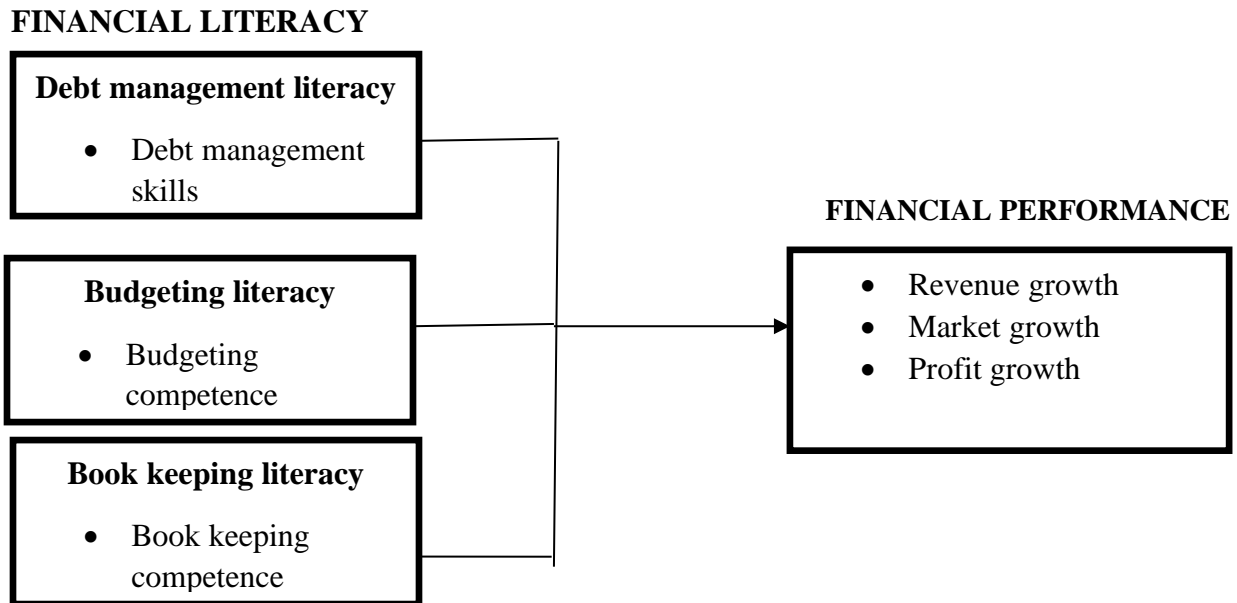 FINANCIAL LITERACY
Debt management literacy
• Debt management
skills
Budgeting literacy
• Budgeting
competence
Book keeping literacy
• Book keeping
competence
FINANCIAL PERFORMANCE
• Revenue growth
• Market growth
• Profit growth